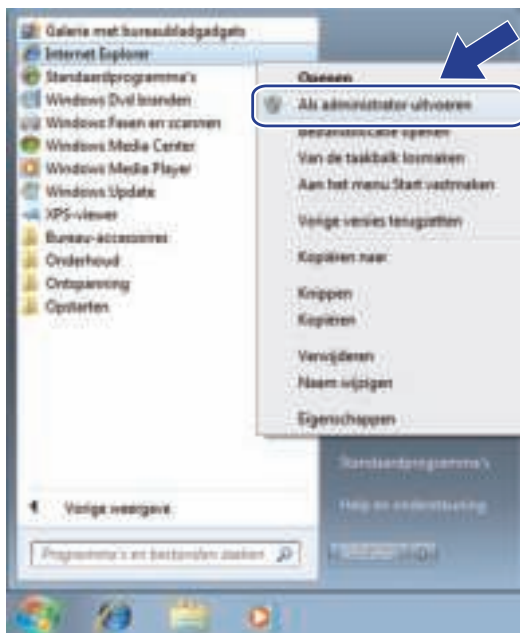 Galerie met bureaubladgadgets
Internet Explorer
Standaardprogramma's
Windows Dvd branden
Windows Faxen en scannen
Windows Media Center
Windows Media Player
Windows Update
XPS-viewer
Bureau-accessoires
Onderhoud
Ontspanning
Opstarten
Vorige weergave
Programma's en bestanden zoeken
Openen
Als administrator uitvoeren
Bestandslocatie openen
Van de taakbalk losmaken
Aan het menu Start vastmaken
Vorige versies terugzetten
Kopiëren naar
Knippen
Kopiëren
Verwijderen
Naam wijzigen
Eigenschappen
Standaardprogramma's
Help en ondersteuning